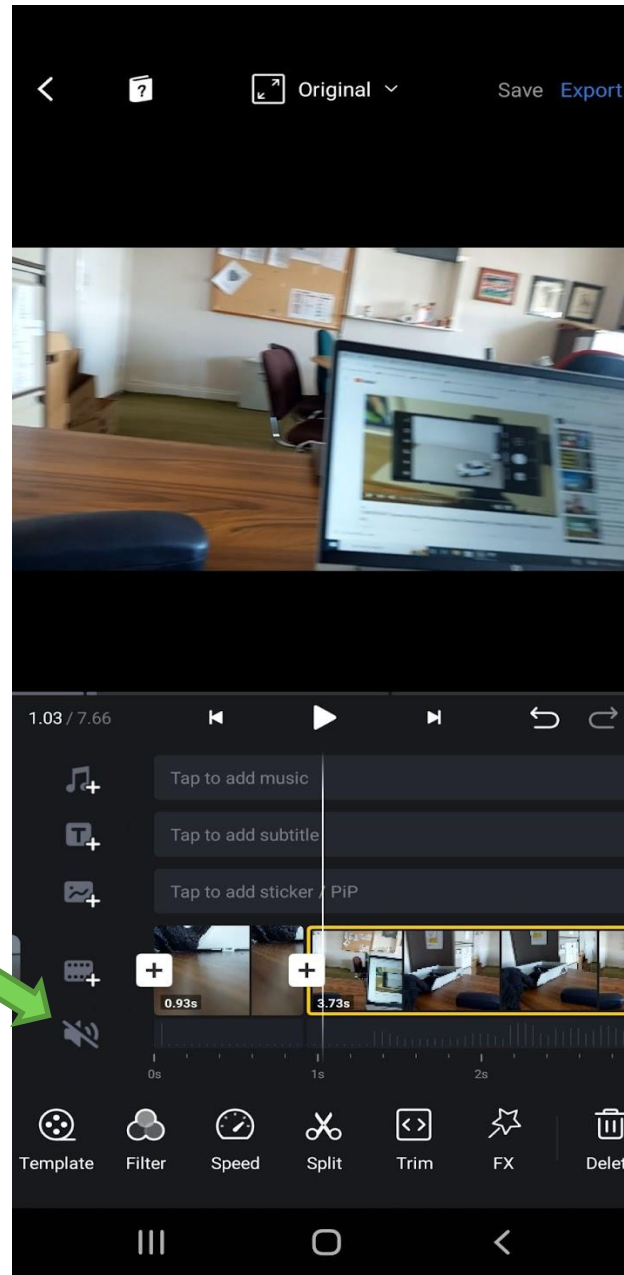 ? Original Save Export
1.03 / 7.66
Tap to add music
T Tap to add subtitle
Tap to add sticker / PiP
0.93s 3.73s
0s 1s 2s
Template Filter Speed Split Trim FX Delet